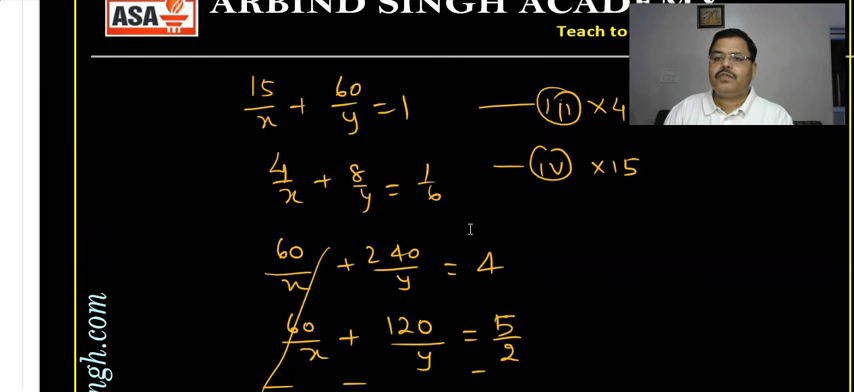 ARBIND SINGH ACADEMY
ASA
Teach to
15/x + 60/y = 1 —(iii) ×4
4/x + 8/y = 1/6 —(iv) ×15
60/x + 240/y = 4
60/x + 120/y = 5/2
− − −
ngh.com